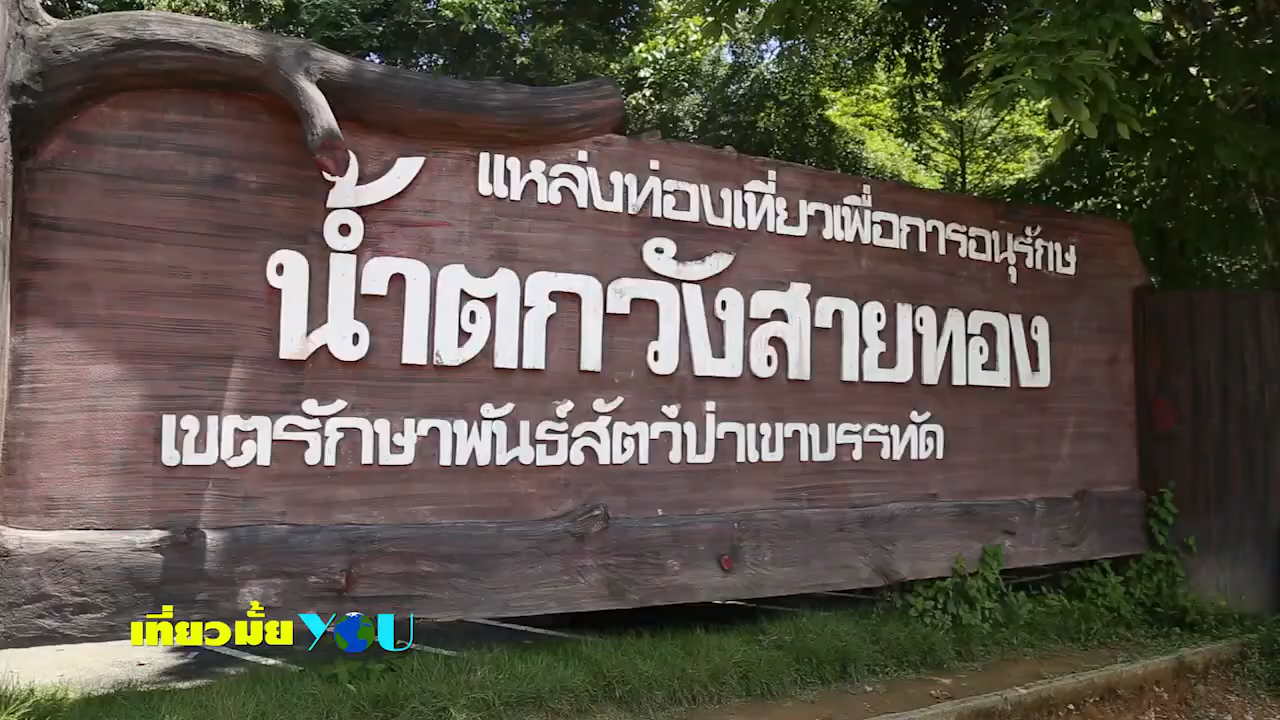 แหล่งท่องเที่ยวเพื่อการอนุรักษ
น้ำตกวังสายทอง
เขตรักษาพันธ์สัตว์ป่าเขาบรรทัด
เที่ยวมั้ย YOU